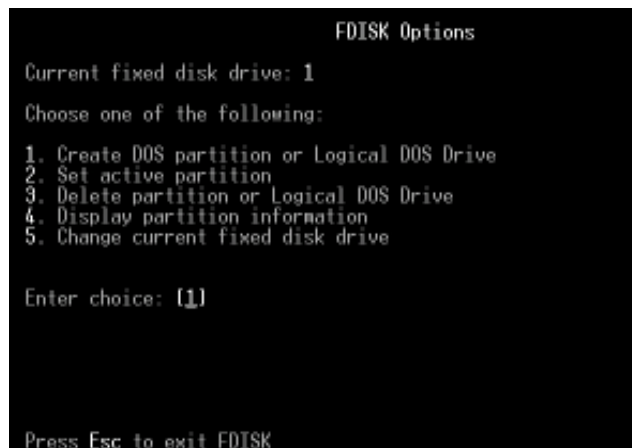 FDISK Options
Current fixed disk drive: 1
Choose one of the following:
1. Create DOS partition or Logical DOS Drive
2. Set active partition
3. Delete partition or Logical DOS Drive
4. Display partition information
5. Change current fixed disk drive
Enter choice: [1]
Press Esc to exit FDISK